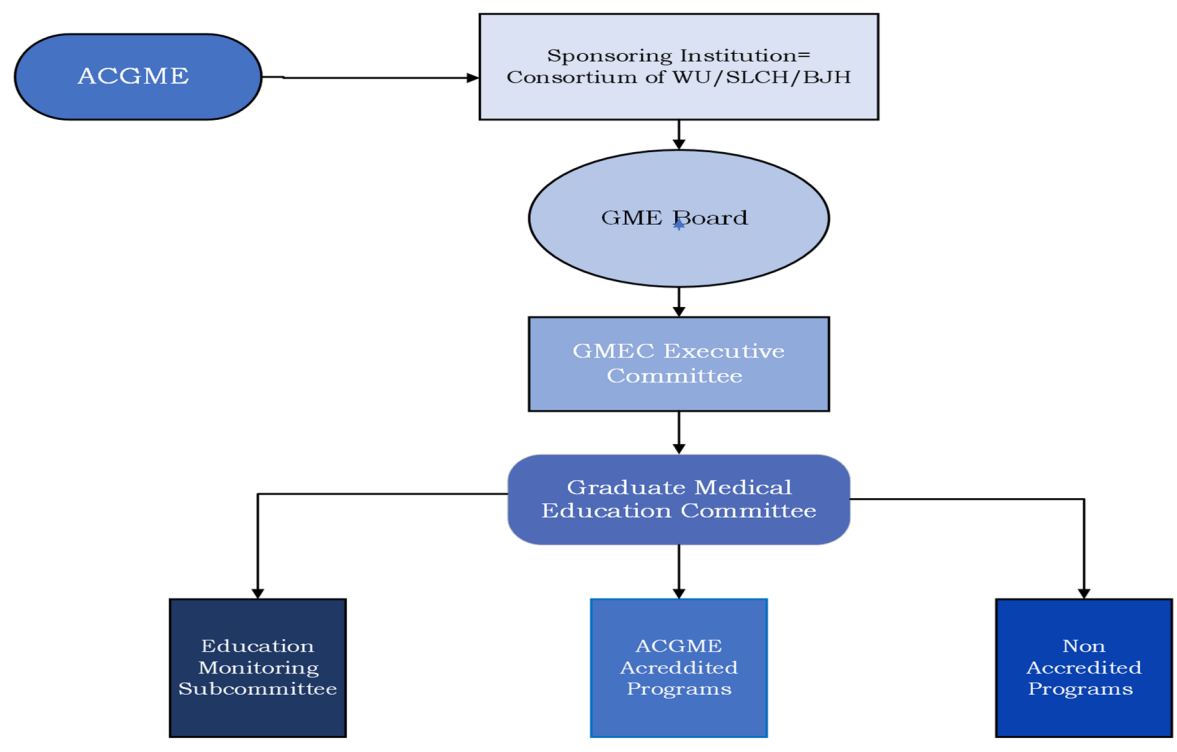 ACGME
Sponsoring Institution=
Consortium of WU/SLCH/BJH
GME Board
GMEC Executive
Committee
Graduate Medical
Education Committee
Education
Monitoring
Subcommittee
ACGME
Acreddited
Programs
Non
Accredited
Programs